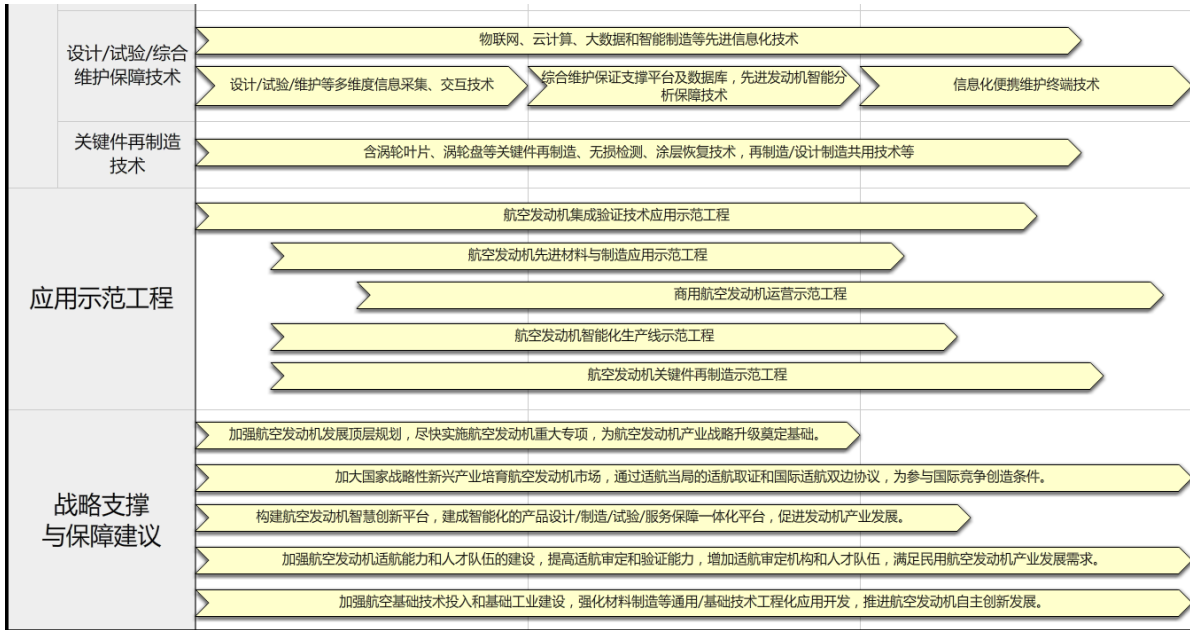 设计/试验/综合
维护保障技术
物联网、云计算、大数据和智能制造等先进信息化技术
设计/试验/维护等多维度信息采集、交互技术
综合维护保证支撑平台及数据库，先进发动机智能分
析保障技术
信息化便携维护终端技术
关键件再制造
技术
含涡轮叶片、涡轮盘等关键件再制造、无损检测、涂层恢复技术，再制造/设计制造共用技术等
应用示范工程
航空发动机集成验证技术应用示范工程
航空发动机先进材料与制造应用示范工程
商用航空发动机运营示范工程
航空发动机智能化生产线示范工程
航空发动机关键件再制造示范工程
战略支撑
与保障建议
加强航空发动机发展顶层规划，尽快实施航空发动机重大专项，为航空发动机产业战略升级奠定基础。
加大国家战略性新兴产业培育航空发动机市场，通过适航当局的适航取证和国际适航双边协议，为参与国际竞争创造条件。
构建航空发动机智慧创新平台，建成智能化的产品设计/制造/试验/服务保障一体化平台，促进发动机产业发展。
加强航空发动机适航能力和人才队伍的建设，提高适航审定和验证能力，增加适航审定机构和人才队伍，满足民用航空发动机产业发展需求。
加强航空基础技术投入和基础工业建设，强化材料制造等通用/基础技术工程化应用开发，推进航空发动机自主创新发展。